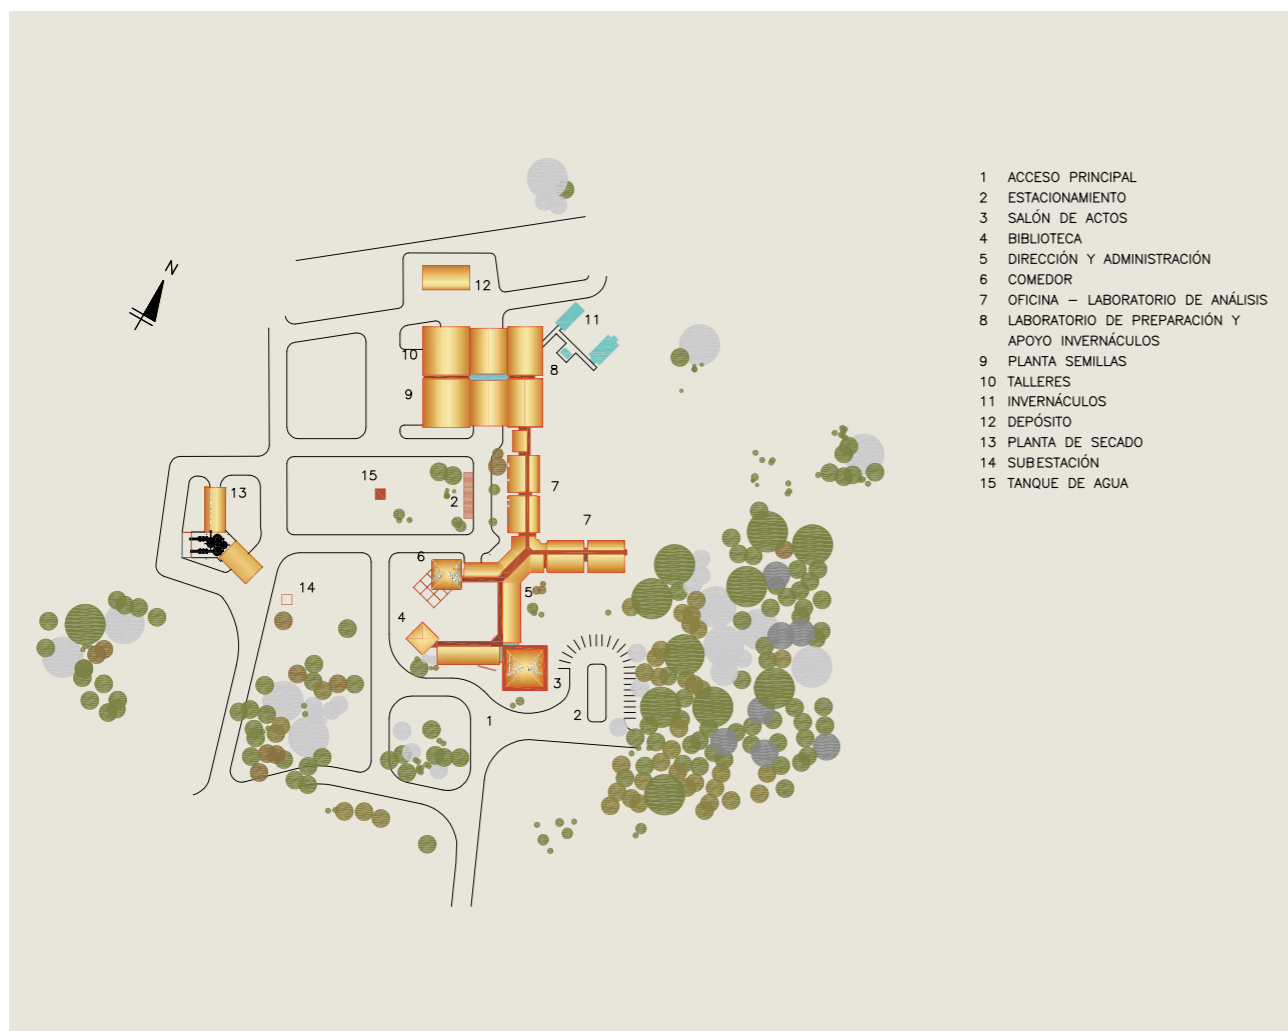 N
12
11
10
8
9
15
7
13
2
7
6
14
5
4
3
1
2
1 ACCESO PRINCIPAL
2 ESTACIONAMIENTO
3 SALÓN DE ACTOS
4 BIBLIOTECA
5 DIRECCIÓN Y ADMINISTRACIÓN
6 COMEDOR
7 OFICINA – LABORATORIO DE ANÁLISIS
8 LABORATORIO DE PREPARACIÓN Y
APOYO INVERNÁCULOS
9 PLANTA SEMILLAS
10 TALLERES
11 INVERNÁCULOS
12 DEPÓSITO
13 PLANTA DE SECADO
14 SUBESTACIÓN
15 TANQUE DE AGUA